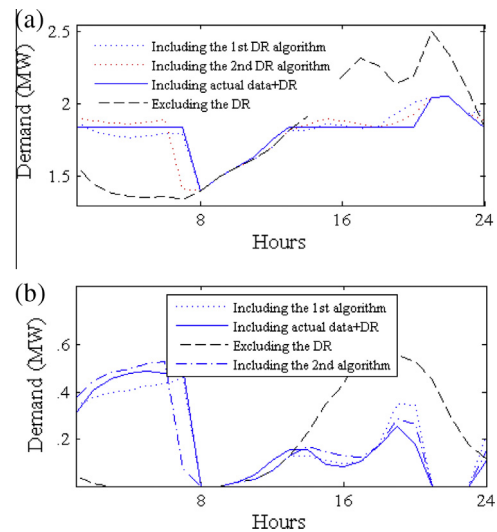 (a)
2.5
2
1.5
Demand (MW)
Including the 1st DR algorithm
Including the 2nd DR algorithm
Including actual data+DR
Excluding the DR
8
16
24
Hours
(b)
.6
.4
.2
Demand (MW)
Including the 1st algorithm
Including actual data+DR
Excluding the DR
Including the 2nd algorithm
8
16
24
Hours